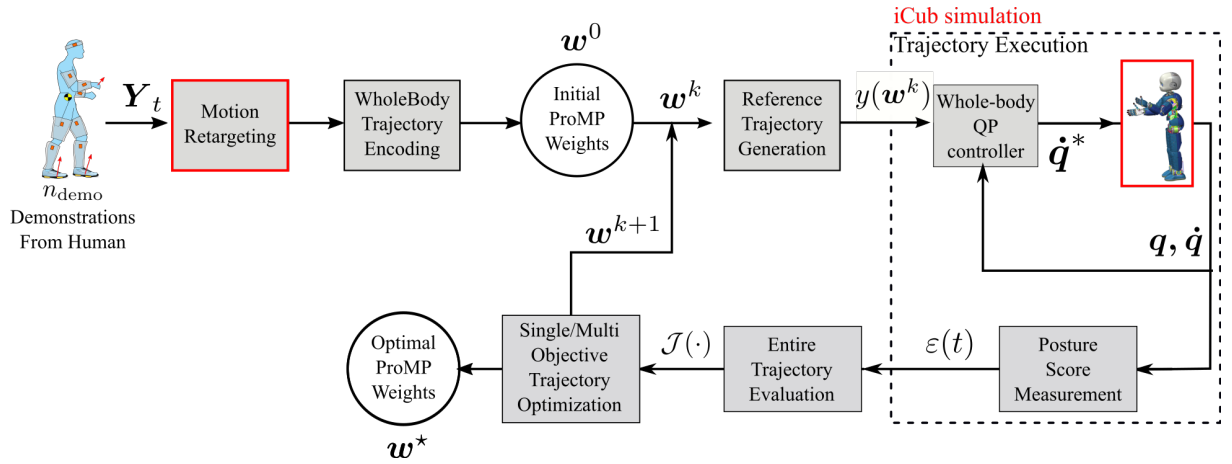 iCub simulation
Trajectory Execution
𝒀_t
n_demo
Demonstrations
From Human
Motion
Retargeting
WholeBody
Trajectory
Encoding
𝒘^0
Initial
ProMP
Weights
𝒘^k
Reference
Trajectory
Generation
y(𝒘^k)
Whole-body
QP
controller
𝒒̇^*
𝒒, 𝒒̇
𝒘^{k+1}
Optimal
ProMP
Weights
𝒘^⋆
Single/Multi
Objective
Trajectory
Optimization
𝒥(·)
Entire
Trajectory
Evaluation
ε(t)
Posture
Score
Measurement